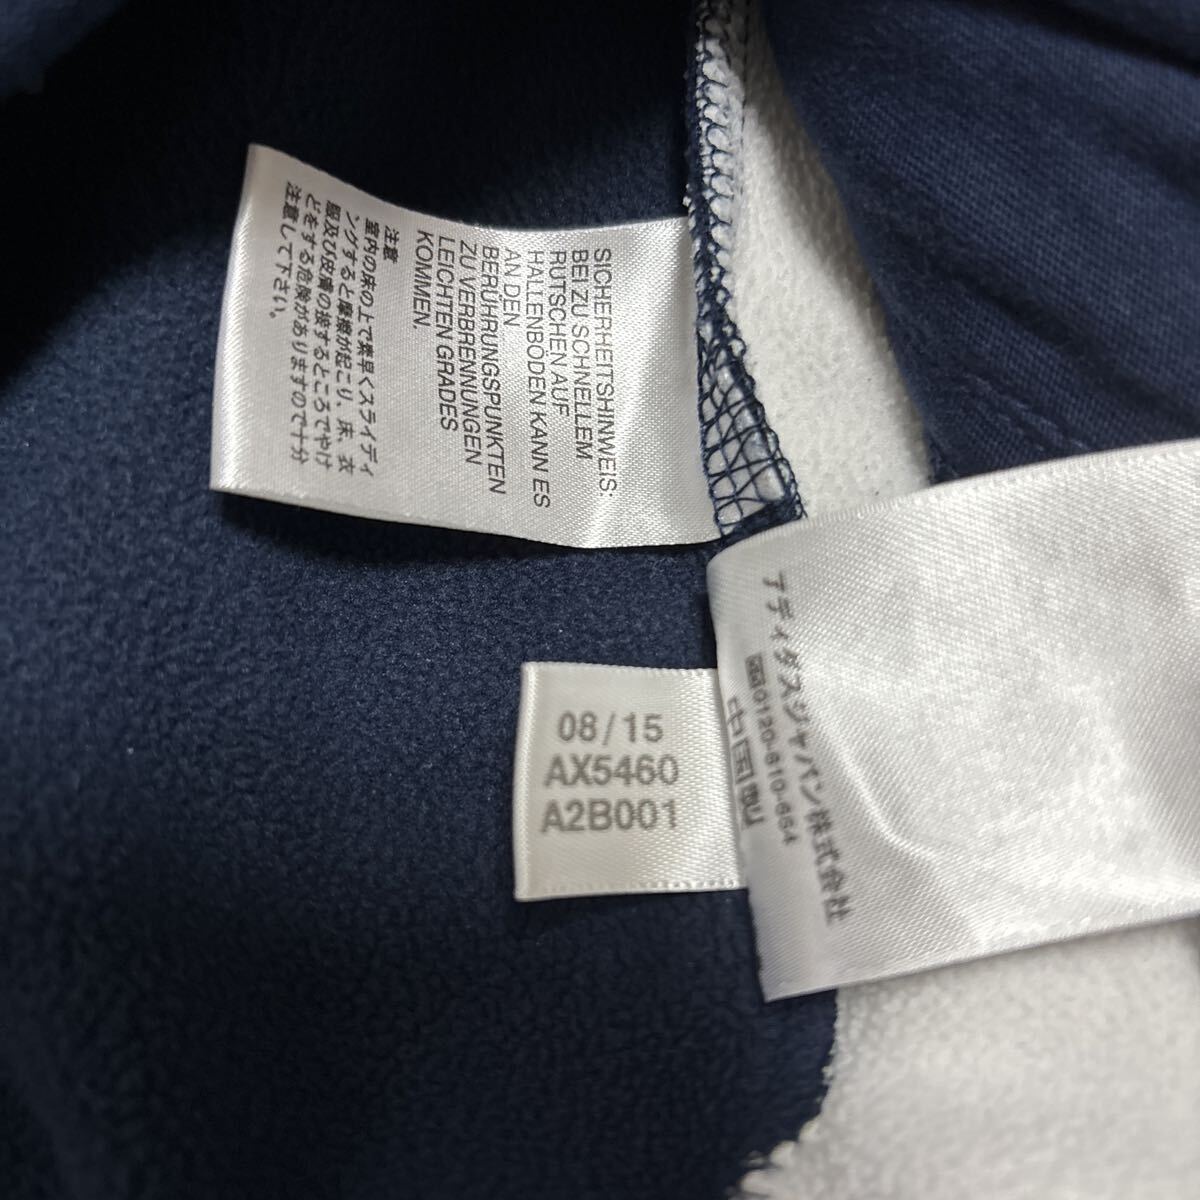 SICHERHEITSHINWEIS:
BEI ZU SCHNELLEM
RUTSCHEN AUF
HALLENBÖDEN KANN ES
AN DEN
BERÜHRUNGSPUNKTEN
ZU VERBRENNUNGEN
LEICHTEN GRADES
KOMMEN.
注意
室内の床の上で素早くスライディ
ングすると摩擦が起こり、床、衣
服及び皮膚の接するところでやけ
どをする危険がありますので十分
注意して下さい。
アディダスジャパン株式会社
0120-810-654
中国製
08/15
AX5460
A2B001